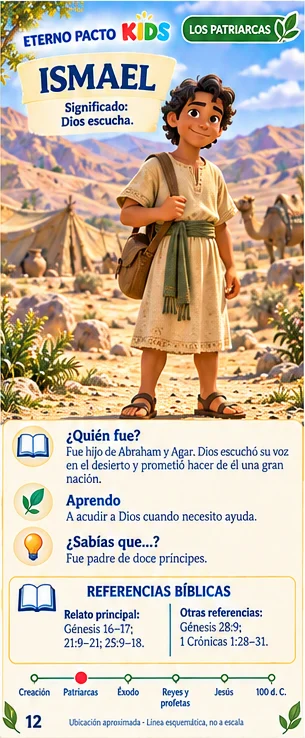 ETERNO PACTO KIDS
LOS PATRIARCAS
ISMAEL
Significado:
Dios escucha.
¿Quién fue?
Fue hijo de Abraham y Agar. Dios escuchó su voz
en el desierto y prometió hacer de él una gran
nación.
Aprendo
A acudir a Dios cuando necesito ayuda.
¿Sabías que...?
Fue padre de doce príncipes.
REFERENCIAS BÍBLICAS
Relato principal:
Génesis 16–17;
21:9–21; 25:9–18.
Otras referencias:
Génesis 28:9;
1 Crónicas 1:28–31.
Creación
Patriarcas
Éxodo
Reyes y
profetas
Jesús
100 d. C.
12
Ubicación aproximada - Línea esquemática, no a escala